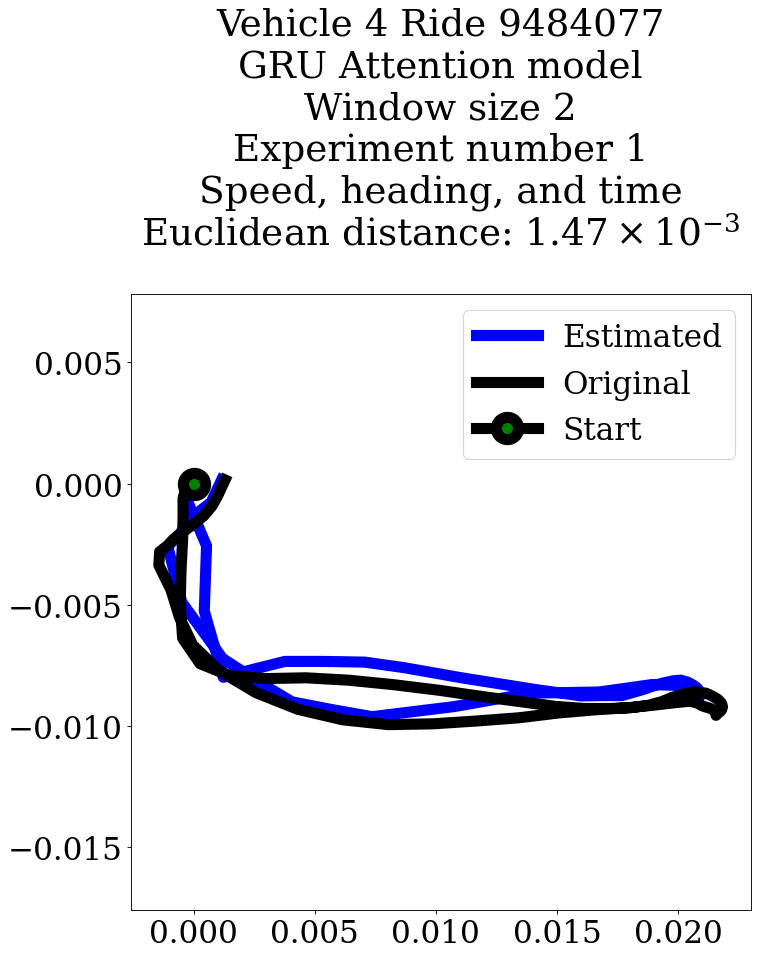 Vehicle 4 Ride 9484077
GRU Attention model
Window size 2
Experiment number 1
Speed, heading, and time
Euclidean distance: 1.47 × 10⁻³
Estimated
Original
Start
0.005
0.000
−0.005
−0.010
−0.015
0.000 0.005 0.010 0.015 0.020